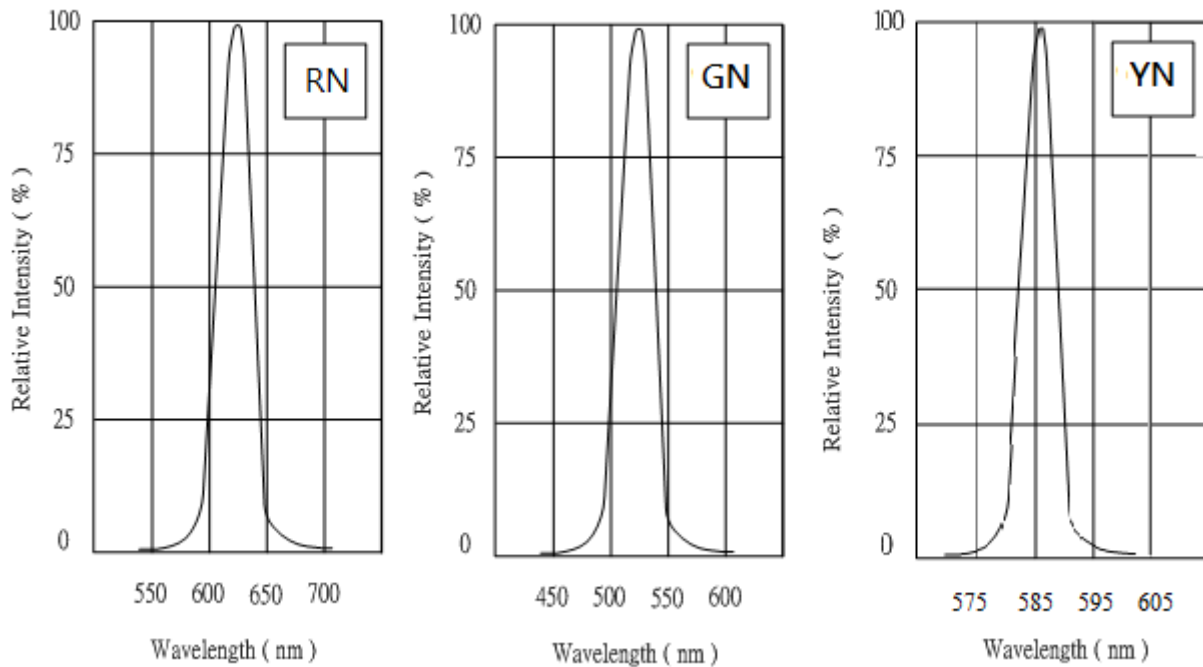 RN
Relative Intensity ( % )
100
75
50
25
0
550 600 650 700
Wavelength ( nm )
GN
Relative Intensity ( % )
100
75
50
25
0
450 500 550 600
Wavelength ( nm )
YN
Relative Intensity ( % )
100
75
50
25
0
575 585 595 605
Wavelength ( nm )